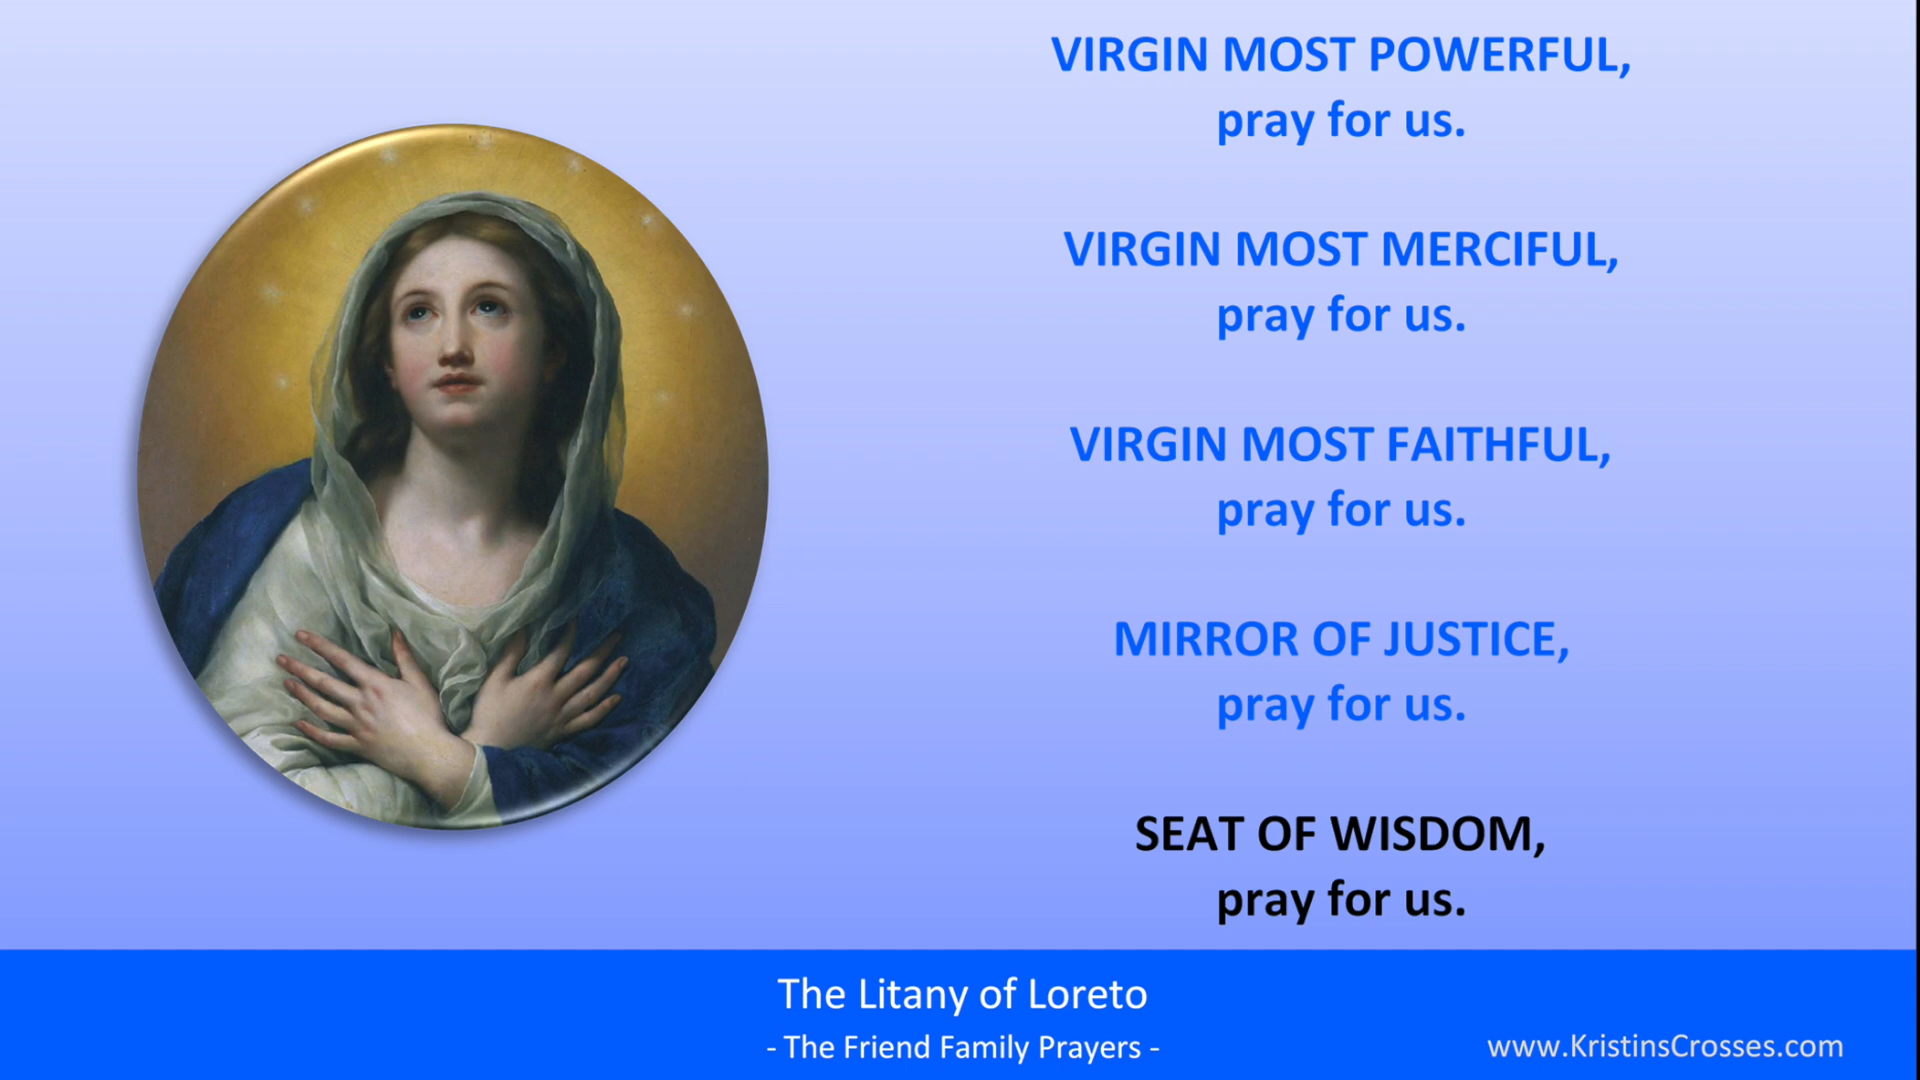 VIRGIN MOST POWERFUL,
pray for us.
VIRGIN MOST MERCIFUL,
pray for us.
VIRGIN MOST FAITHFUL,
pray for us.
MIRROR OF JUSTICE,
pray for us.
SEAT OF WISDOM,
pray for us.
The Litany of Loreto
- The Friend Family Prayers -
www.KristinsCrosses.com